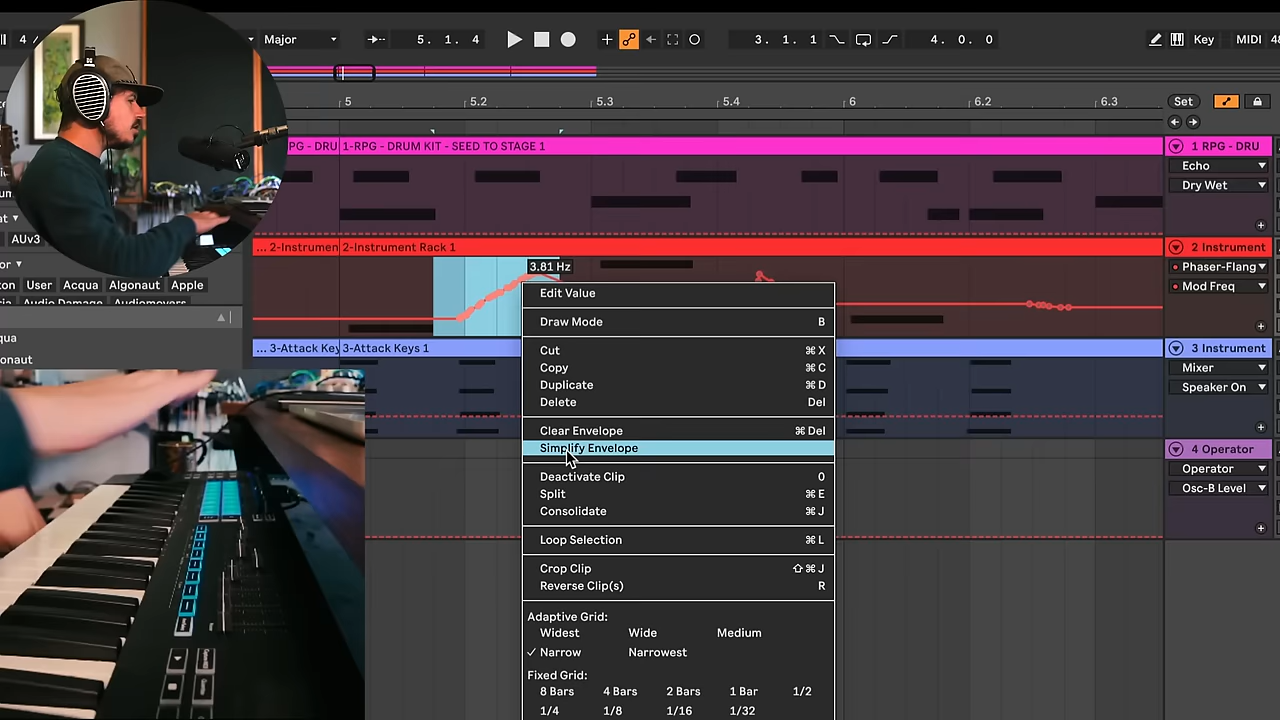 4 /
Major
5. 1. 4
3. 1. 1
4. 0. 0
Key
MIDI
5
5.2
5.3
5.4
6
6.2
6.3
Set
PG - DRU
1-RPG - DRUM KIT - SEED TO STAGE 1
1 RPG - DRU
Echo
Dry Wet
AUv3
... 2-Instrumen
2-Instrument Rack 1
2 Instrument
3.81 Hz
Phaser-Flang
Mod Freq
User
Acqua
Algonaut
Apple
Audio Damage
Audiomovers
... 3-Attack Key
3-Attack Keys 1
3 Instrument
Mixer
Speaker On
4 Operator
Operator
Osc-B Level
Edit Value
Draw Mode B
Cut ⌘ X
Copy ⌘ C
Duplicate ⌘ D
Delete Del
Clear Envelope ⌘ Del
Simplify Envelope
Deactivate Clip 0
Split ⌘ E
Consolidate ⌘ J
Loop Selection ⌘ L
Crop Clip ⇧ ⌘ J
Reverse Clip(s) R
Adaptive Grid:
Widest Wide Medium
✓ Narrow Narrowest
Fixed Grid:
8 Bars 4 Bars 2 Bars 1 Bar 1/2
1/4 1/8 1/16 1/32